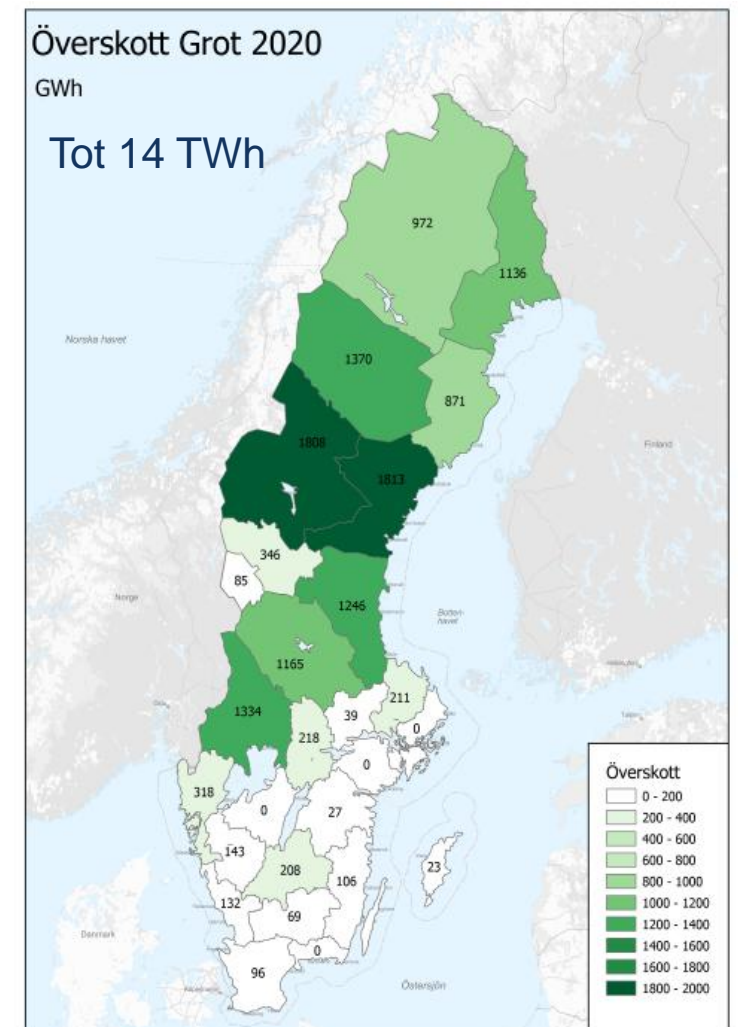 Överskott Grot 2020
GWh
Tot 14 TWh
972
1136
Norska havet
1370
871
1808
Finland
1813
346
85
1246
Norge
Botten-
havet
1165
211
1334
39
218
0
0
318
0
27
143
208
23
106
132
69
0
Danmark
96
Östersjön
Överskott
0 - 200
200 - 400
400 - 600
600 - 800
800 - 1000
1000 - 1200
1200 - 1400
1400 - 1600
1600 - 1800
1800 - 2000